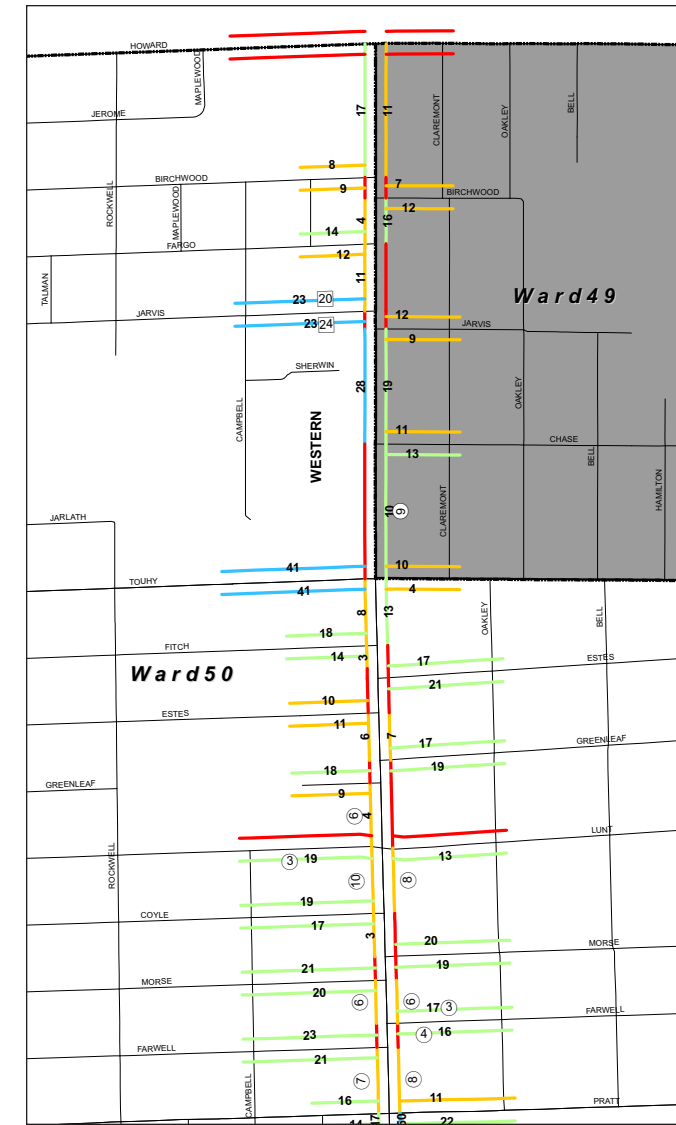 HOWARD
MAPLEWOOD
17
11
CLAREMONT
OAKLEY
BELL
JEROME
8
BIRCHWOOD
9
7
BIRCHWOOD
12
ROCKWELL
MAPLEWOOD
4
16
14
FARGO
12
TALMAN
11
23 20
Ward49
JARVIS
23 24
12
JARVIS
9
SHERWIN
28
19
OAKLEY
CAMPBELL
WESTERN
11
CHASE
13
BELL
HAMILTON
JARLATH
10 9
CLAREMONT
41
10
TOUHY
41
4
8
13
OAKLEY
BELL
18
FITCH
14
3
17
ESTES
Ward50
21
10
ESTES
11
6
7
17
GREENLEAF
18
19
GREENLEAF
9
6 4
LUNT
ROCKWELL
3 19
13
10
8
19
COYLE
17
3
20
MORSE
21
19
MORSE
20
6
6
17 3
FARWELL
23
4 16
FARWELL
21
7
8
CAMPBELL
16
11
PRATT
14
17
50
22